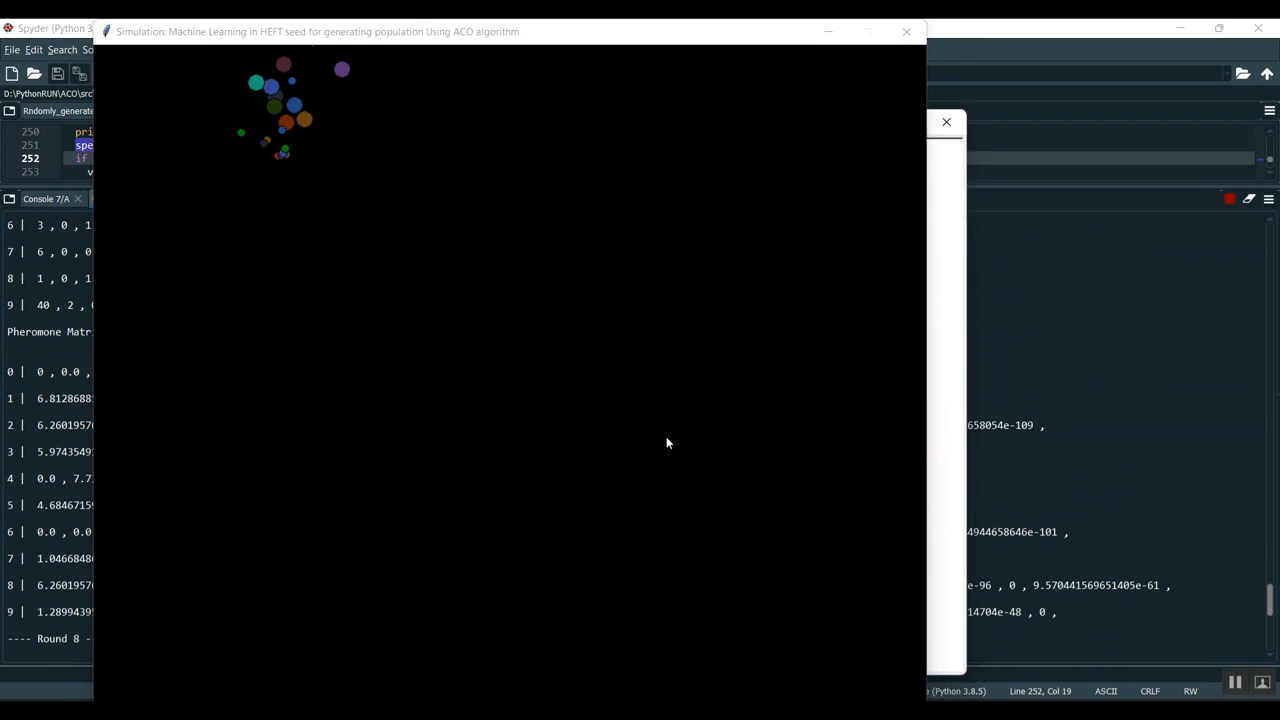 Spyder (Python 3
Simulation: Machine Learning in HEFT seed for generating population Using ACO algorithm
File Edit Search So
D:\PythonRUN\ACO\src
Rndomly_generate
250 pri
251 spe
252 if
253 v
Console 7/A
6 | 3 , 0 , 1
7 | 6 , 0 , 0
8 | 1 , 0 , 1
9 | 40 , 2 ,
Pheromone Matr
0 | 0 , 0.0 ,
1 | 6.8128688
2 | 6.2601957 658054e-109 ,
3 | 5.9743549
4 | 0.0 , 7.7
5 | 4.6846715
6 | 0.0 , 0.0 4944658646e-101 ,
7 | 1.0466848
8 | 6.2601957 e-96 , 0 , 9.570441569651405e-61 ,
9 | 1.2899439 14704e-48 , 0 ,
---- Round 8 -
(Python 3.8.5) Line 252, Col 19 ASCII CRLF RW